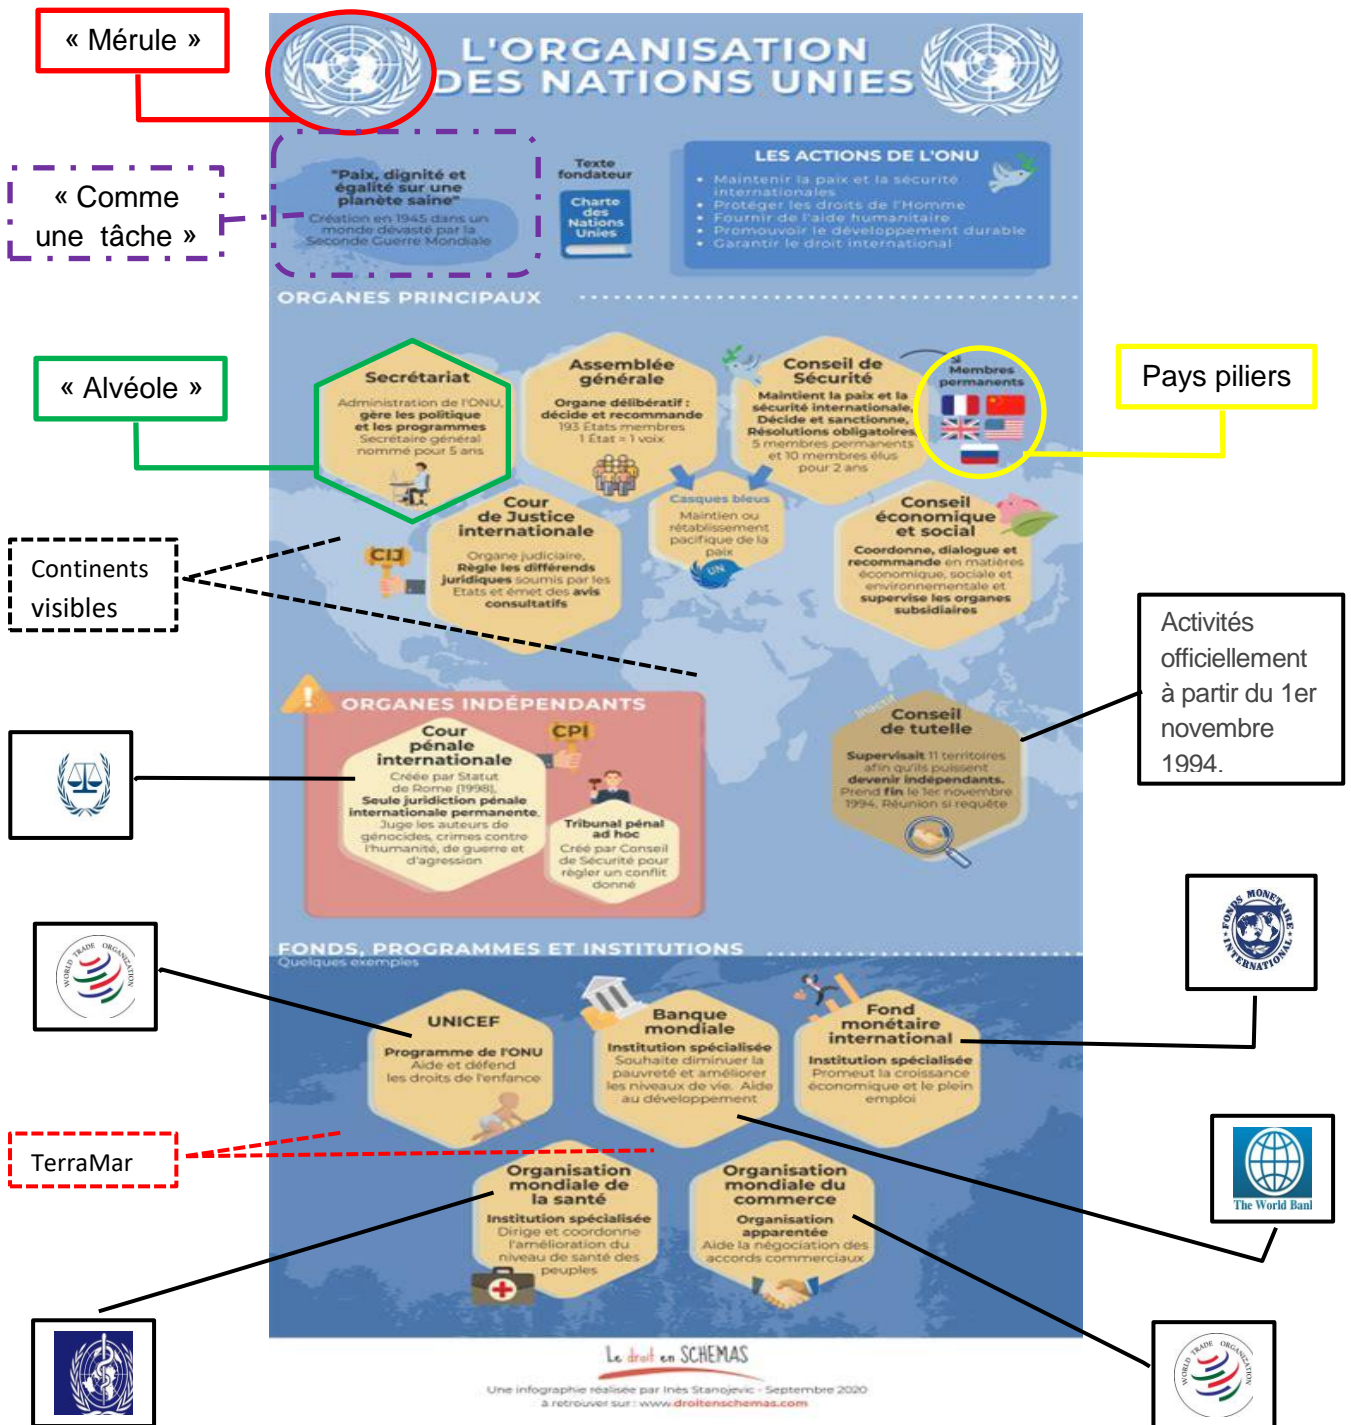 « Mérule »
L'ORGANISATION
DES NATIONS UNIES
« Comme
une tâche »
"Paix, dignité et
égalité sur une
planète saine"
Création en 1945 dans un
monde dévasté par la
Seconde Guerre Mondiale
Texte
fondateur
Charte
des
Nations
Unies
LES ACTIONS DE L'ONU
• Maintenir la paix et la sécurité
internationales
• Protéger les droits de l'Homme
• Fournir de l'aide humanitaire
• Promouvoir le développement durable
• Garantir le droit international
ORGANES PRINCIPAUX
« Alvéole »
Secrétariat
Administration de l'ONU,
gère les politique
et les programmes
Secrétaire général
nommé pour 5 ans
Assemblée
générale
Organe délibératif :
décide et recommande
193 États membres
1 État = 1 voix
Conseil de
Sécurité
Maintient la paix et la
sécurité internationale,
Décide et sanctionne,
Résolutions obligatoires
5 membres permanents
et 10 membres élus
pour 2 ans
Membres
permanents
Pays piliers
Casques bleus
Maintien ou
rétablissement
pacifique de la
paix
UN
Continents
visibles
CIJ
Cour
de Justice
internationale
Organe judiciaire,
Règle les différends
juridiques soumis par les
Etats et émet des avis
consultatifs
Conseil
économique
et social
Coordonne, dialogue et
recommande en matières
économique, sociale et
environnementale et
supervise les organes
subsidiaires
Activités
officiellement
à partir du 1er
novembre
1994.
ORGANES INDÉPENDANTS
Cour
pénale
internationale
Créée par Statut
de Rome (1998),
Seule juridiction pénale
internationale permanente.
Juge les auteurs de
génocides, crimes contre
l'humanité, de guerre et
d'agression
CPI
Tribunal pénal
ad hoc
Créé par Conseil
de Sécurité pour
règler un conflit
donné
Inactif
Conseil
de tutelle
Supervisait 11 territoires
afin qu'ils puissent
devenir indépendants.
Prend fin le 1er novembre
1994. Réunion si requête
WORLD TRADE ORGANIZATION
FONDS MONETAIRE INTERNATIONAL
FONDS, PROGRAMMES ET INSTITUTIONS
Quelques exemples
UNICEF
Programme de l'ONU
Aide et défend
les droits de l'enfance
Banque
mondiale
Institution spécialisée
Souhaite diminuer la
pauvreté et améliorer
les niveaux de vie. Aide
au développement
Fond
monétaire
international
Institution spécialisée
Promeut la croissance
économique et le plein
emploi
TerraMar
The World Bank
Organisation
mondiale de
la santé
Institution spécialisée
Dirige et coordonne
l'amélioration du
niveau de santé des
peuples
Organisation
mondiale du
commerce
Organisation
apparentée
Aide la négociation des
accords commerciaux
WORLD TRADE ORGANIZATION
Le droit en SCHEMAS
Une infographie réalisée par Inès Stanojevic - Septembre 2020
à retrouver sur : www.droitenschemas.com